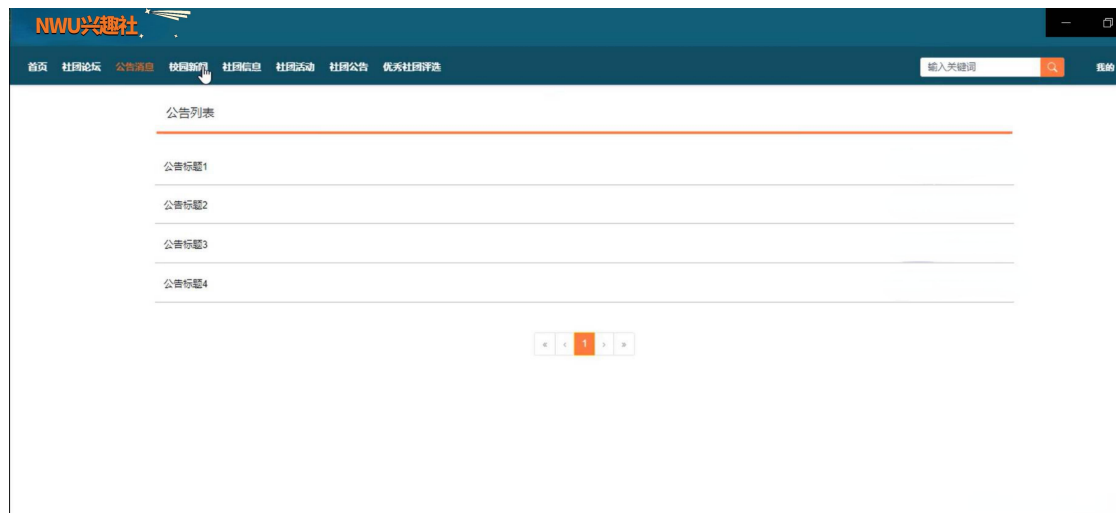 NWU兴趣社
首页 社团论坛 公告消息 校园新闻 社团信息 社团活动 社团公告 优秀社团评选 输入关键词 我的
公告列表
公告标题1
公告标题2
公告标题3
公告标题4
« ‹ 1 › »